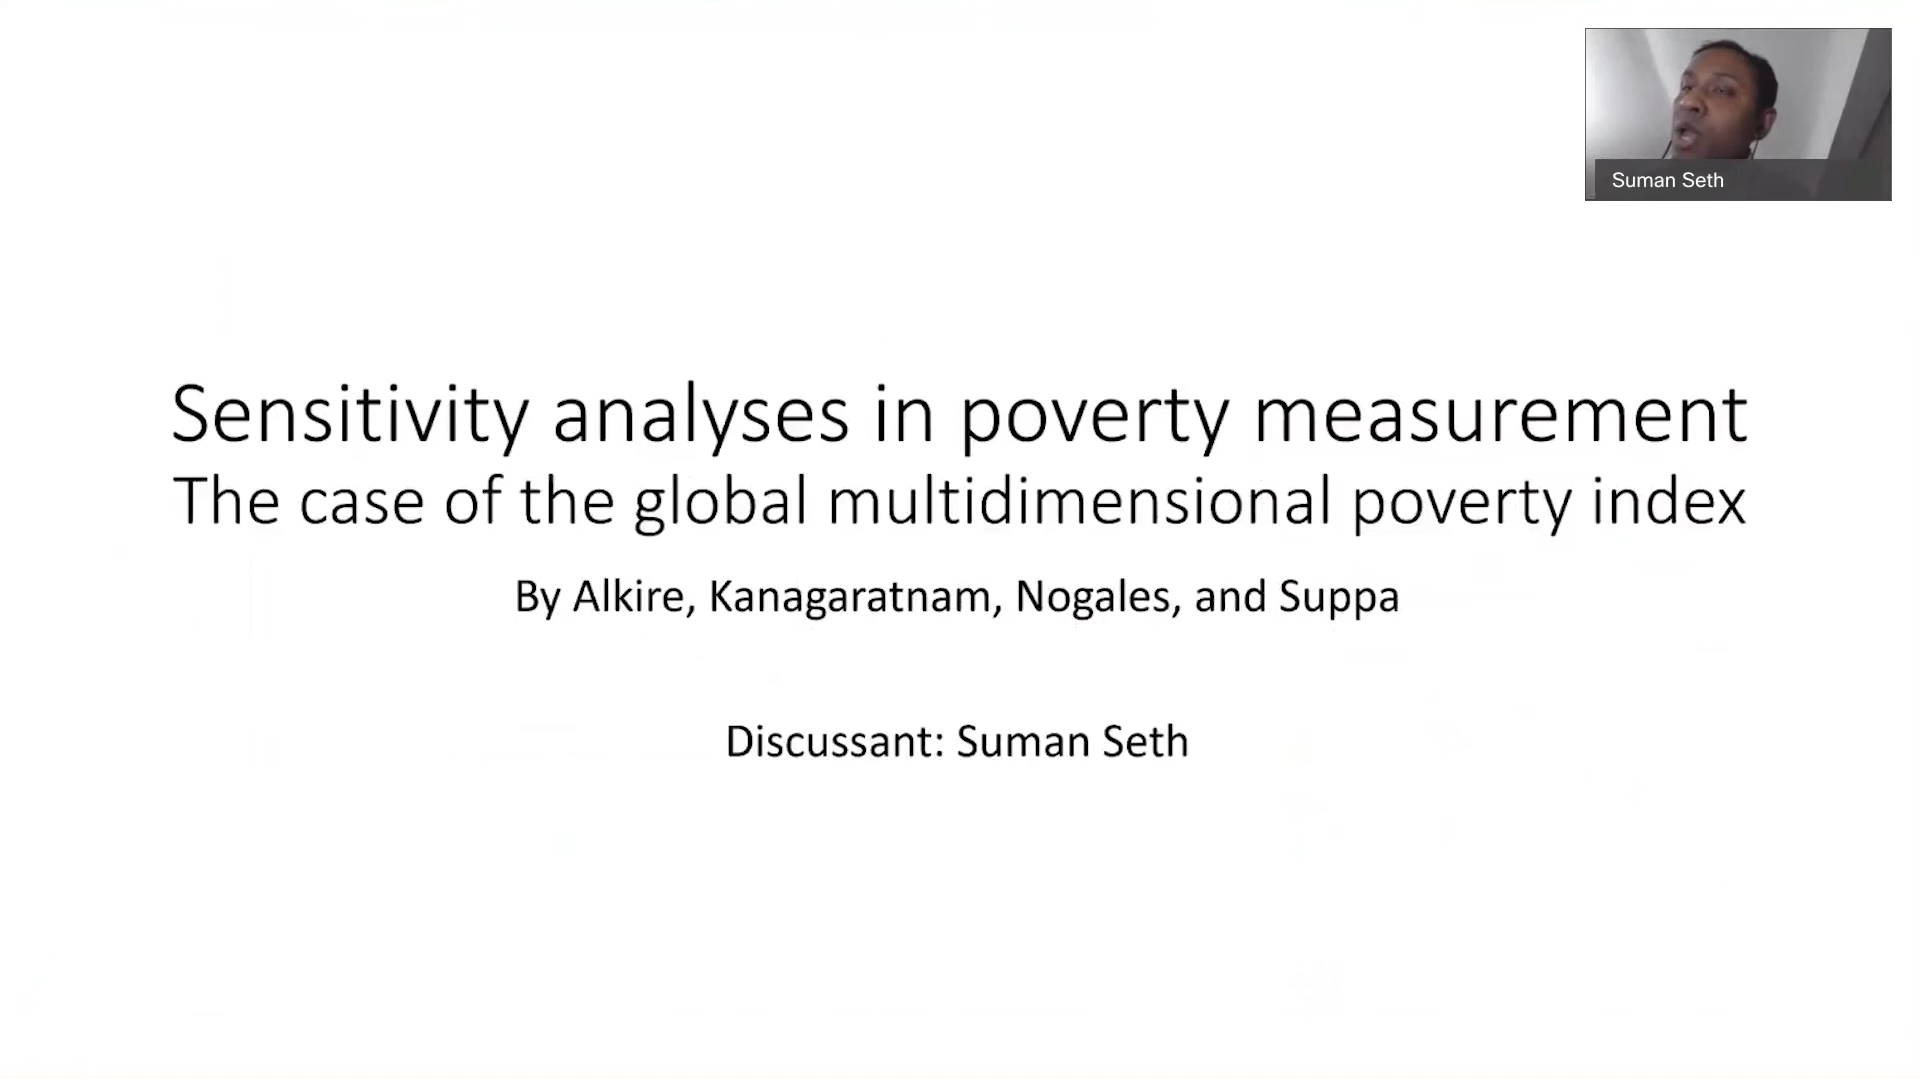 Suman Seth
Sensitivity analyses in poverty measurement
The case of the global multidimensional poverty index
By Alkire, Kanagaratnam, Nogales, and Suppa
Discussant: Suman Seth